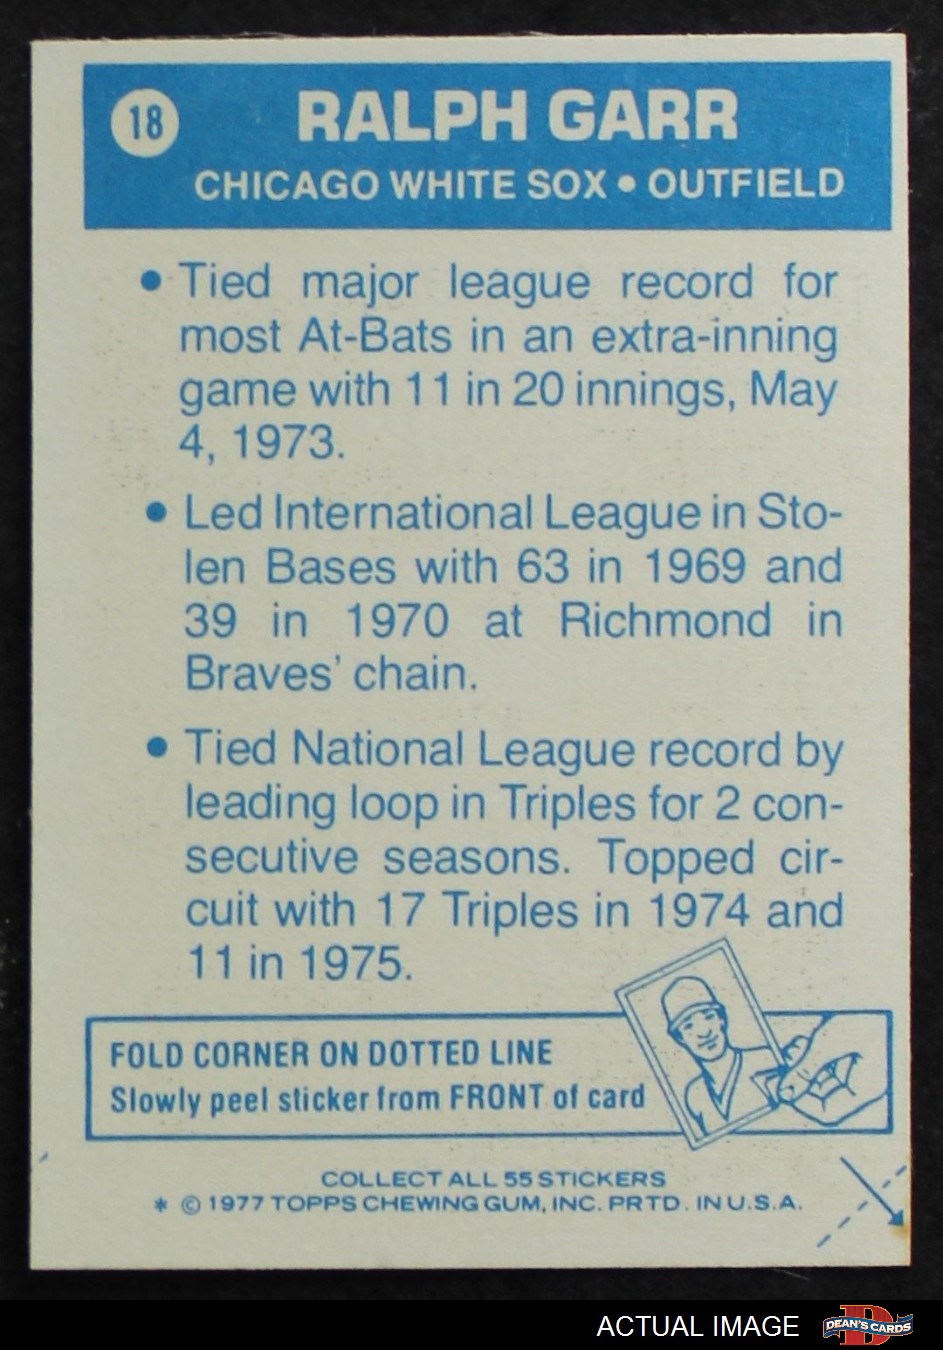 18
RALPH GARR
CHICAGO WHITE SOX • OUTFIELD
• Tied major league record for
most At-Bats in an extra-inning
game with 11 in 20 innings, May
4, 1973.
• Led International League in Sto-
len Bases with 63 in 1969 and
39 in 1970 at Richmond in
Braves' chain.
• Tied National League record by
leading loop in Triples for 2 con-
secutive seasons. Topped cir-
cuit with 17 Triples in 1974 and
11 in 1975.
FOLD CORNER ON DOTTED LINE
Slowly peel sticker from FRONT of card
COLLECT ALL 55 STICKERS
* © 1977 TOPPS CHEWING GUM, INC. PRTD. IN U.S.A.
ACTUAL IMAGE
D
DEAN'S CARDS